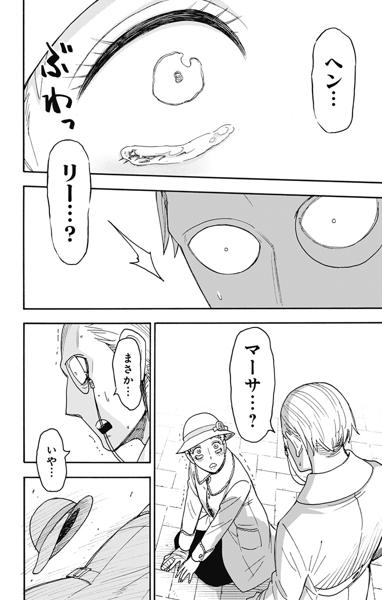 ヘン…
ぶわっ
リー…？
マーサ…？
まさか…
いや…